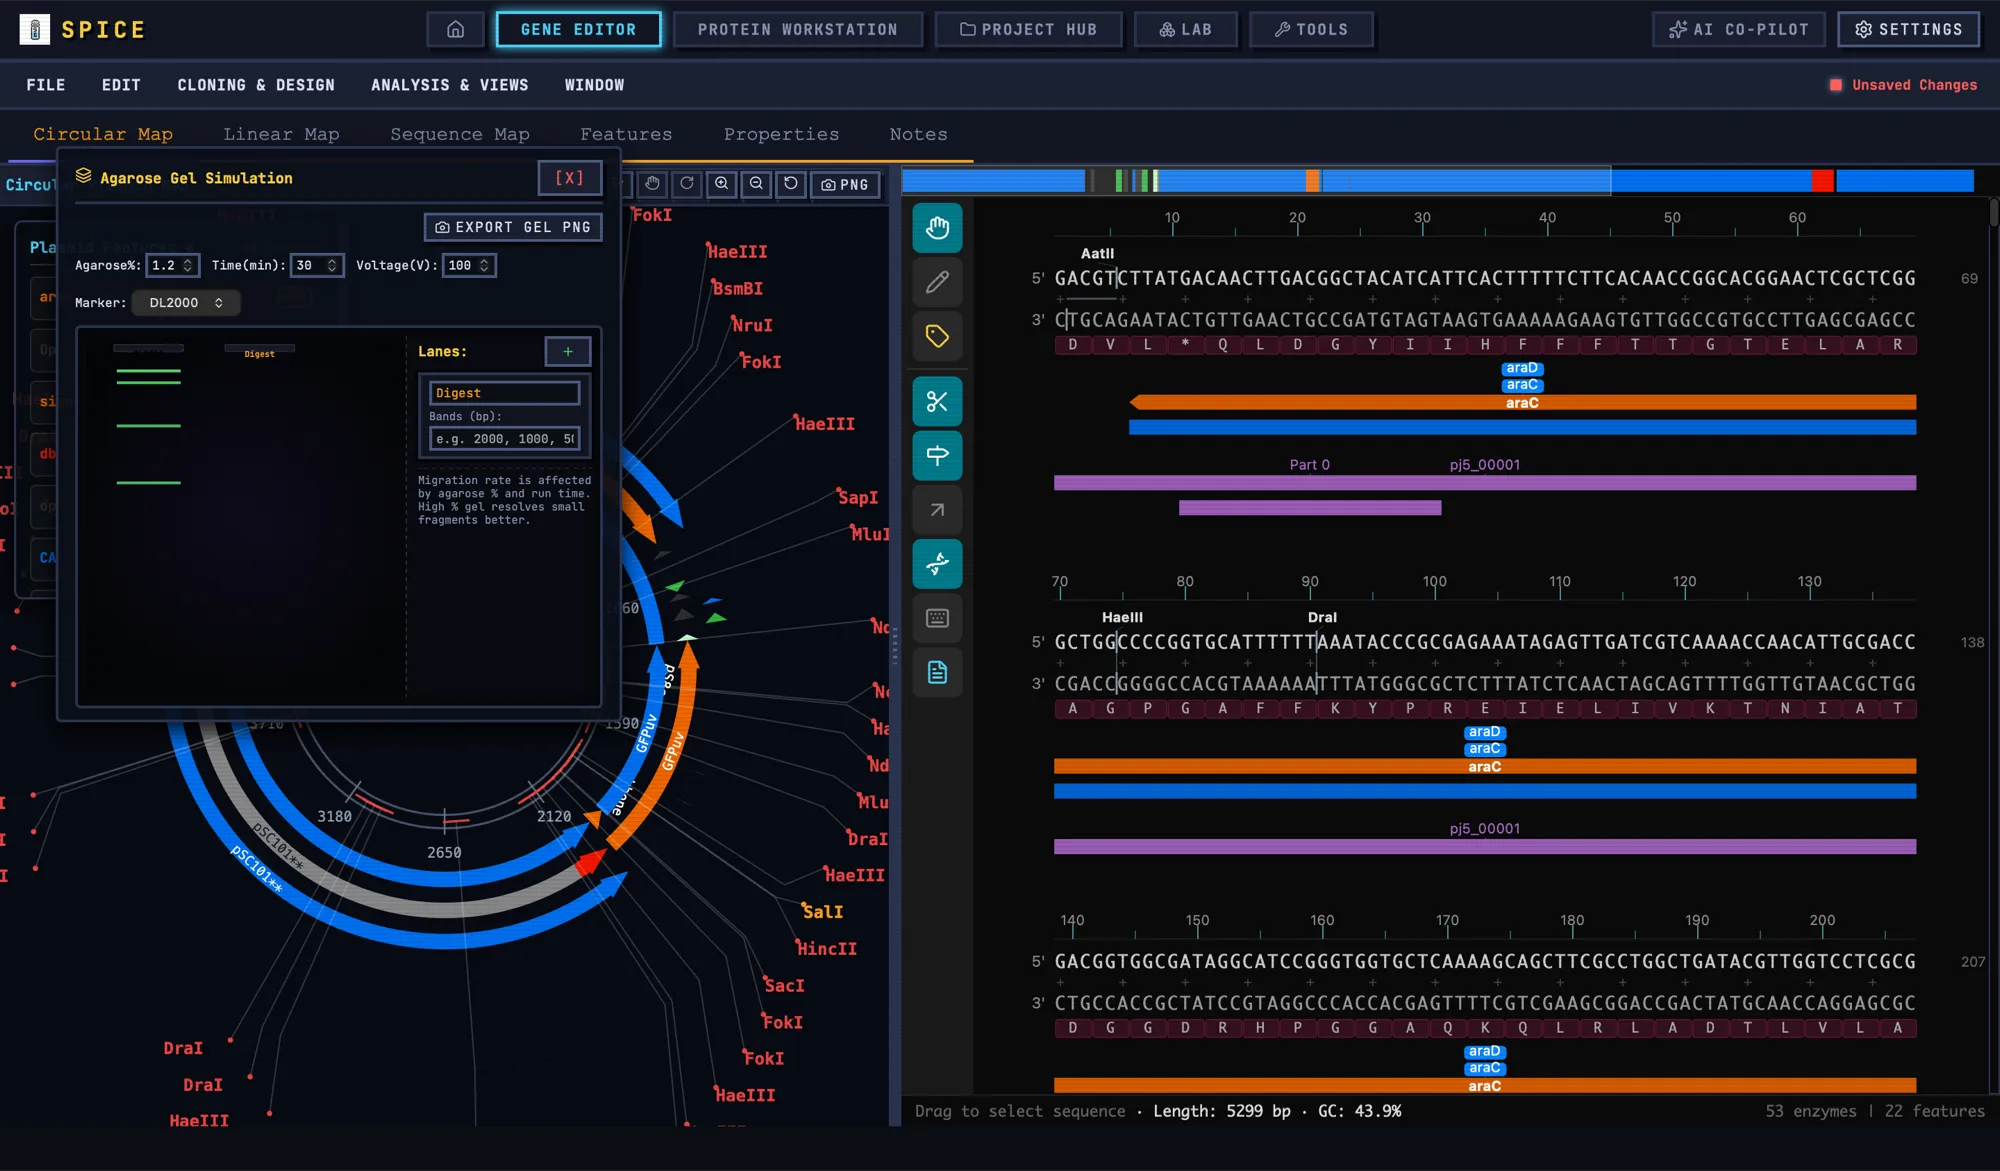 SPICE
GENE EDITOR
PROTEIN WORKSTATION
PROJECT HUB
LAB
TOOLS
AI CO-PILOT
SETTINGS
FILE
EDIT
CLONING & DESIGN
ANALYSIS & VIEWS
WINDOW
Unsaved Changes
Circular Map
Linear Map
Sequence Map
Features
Properties
Notes
Agarose Gel Simulation
[X]
PNG
EXPORT GEL PNG
Agarose%: 1.2
Time(min): 30
Voltage(V): 100
Marker: DL2000
Digest
Lanes:
+
Digest
Bands (bp):
e.g. 2000, 1000, 50
Migration rate is affected
by agarose % and run time.
High % gel resolves small
fragments better.
FokI
HaeIII
BsmBI
NruI
FokI
HaeIII
SapI
MluI
DraI
HaeIII
SalI
HincII
SacI
FokI
FokI
HaeIII
GFPuv
GFPuv
1590
2120
2650
3180
3710
pSC101**
pSC101**
DraI
DraI
HaeIII
10 20 30 40 50 60
AatII
5' GACGTCTTATGACAACTTGACGGCTACATCATTCACTTTTTCTTCACAACCGGCACGGAACTCGCTCGG 69
3' CTGCAGAATACTGTTGAACTGCCGATGTAGTAAGTGAAAAAGAAGTGTTGGCCGTGCCTTGAGCGAGCC
D V L * Q L D G Y I I H F F F T T G T E L A R
araD
araC
araC
Part 0 pj5_00001
70 80 90 100 110 120 130
HaeIII DraI
5' GCTGGCCCCGGTGCATTTTTTAAATACCCGCGAGAAATAGAGTTGATCGTCAAAACCAACATTGCGACC 138
3' CGACCGGGGCCACGTAAAAAATTTATGGGCGCTCTTTATCTCAACTAGCAGTTTTGGTTGTAACGCTGG
A G P G A F F K Y P R E I E L I V K T N I A T
araD
araC
araC
pj5_00001
140 150 160 170 180 190 200
5' GACGGTGGCGATAGGCATCCGGGTGGTGCTCAAAAGCAGCTTCGCCTGGCTGATACGTTGGTCCTCGCG 207
3' CTGCCACCGCTATCCGTAGGCCCACCACGAGTTTTCGTCGAAGCGGACCGACTATGCAACCAGGAGCGC
D G G D R H P G G A Q K Q L R L A D T L V L A
araD
araC
araC
Drag to select sequence · Length: 5299 bp · GC: 43.9%
53 enzymes | 22 features